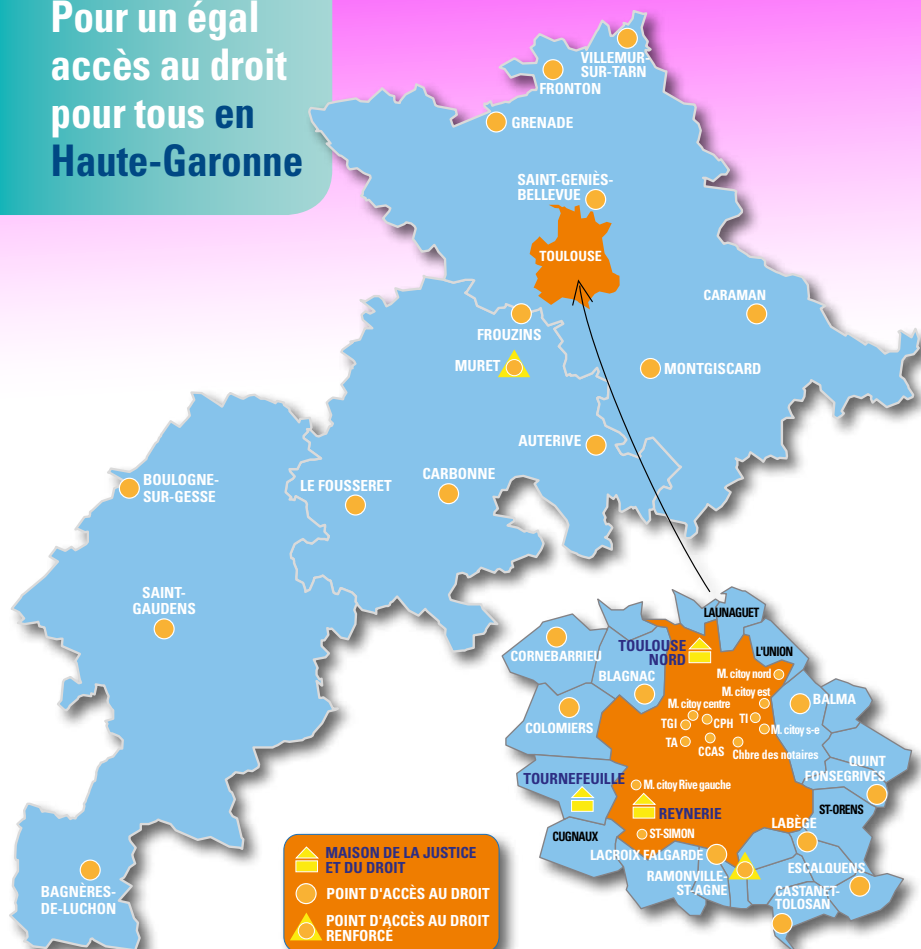 Pour un égal
accès au droit
pour tous en
Haute-Garonne
VILLEMUR-
SUR-TARN
FRONTON
GRENADE
SAINT-GENIÈS-
BELLEVUE
TOULOUSE
CARAMAN
FROUZINS
MURET
MONTGISCARD
AUTERIVE
BOULOGNE-
SUR-GESSE
LE FOUSSERET
CARBONNE
SAINT-
GAUDENS
BAGNÈRES-
DE-LUCHON
LAUNAGUET
TOULOUSE
NORD
L'UNION
CORNEBARRIEU
BLAGNAC
M. citoy nord
M. citoy est
M. citoy centre
BALMA
COLOMIERS
TGI
CPH
TI
M. citoy s-e
TA
CCAS
Chbre des notaires
QUINT
FONSEGRIVES
TOURNEFEUILLE
M. citoy Rive gauche
REYNERIE
ST-ORENS
CUGNAUX
ST-SIMON
LABÈGE
LACROIX FALGARDE
RAMONVILLE-
ST-AGNE
ESCALQUENS
CASTANET-
TOLOSAN
MAISON DE LA JUSTICE
ET DU DROIT
POINT D'ACCÈS AU DROIT
POINT D'ACCÈS AU DROIT
RENFORCÉ